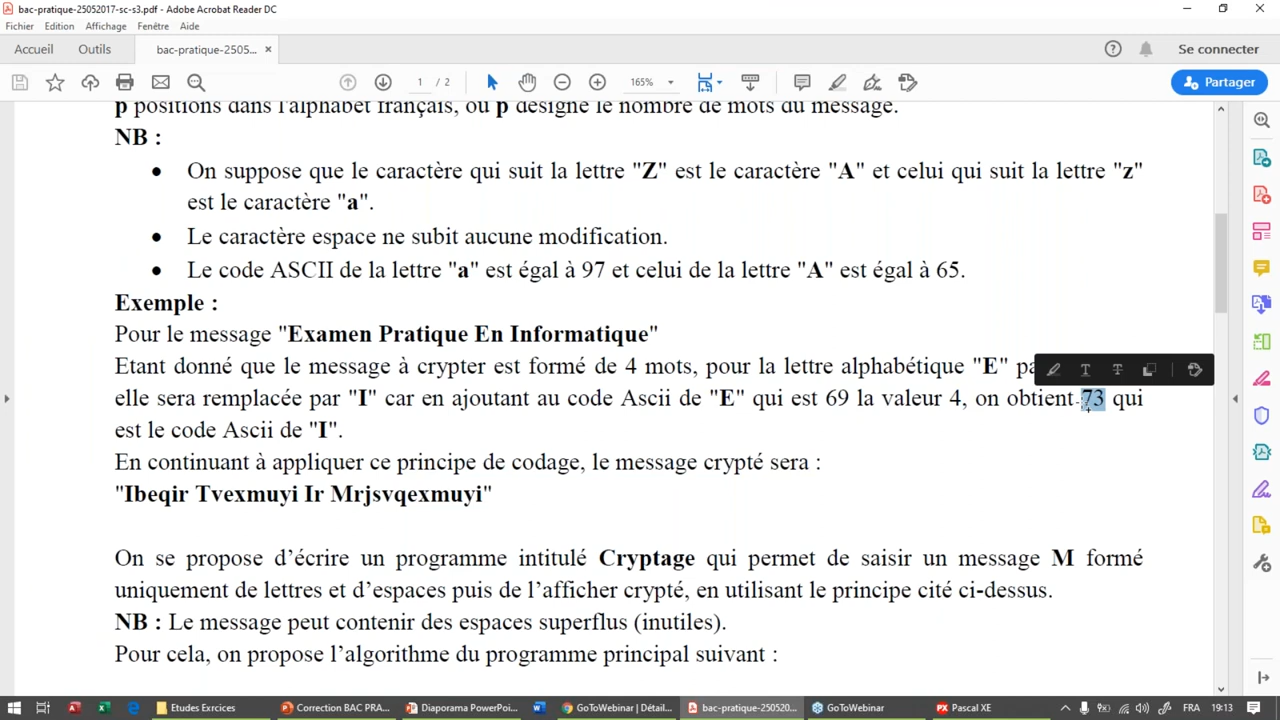 bac-pratique-25052017-sc-s3.pdf - Adobe Acrobat Reader DC
Fichier Edition Affichage Fenêtre Aide
Accueil Outils bac-pratique-2505... × Se connecter
1 / 2 165% Partager
p positions dans l'alphabet français, où p désigne le nombre de mots du message.
NB :
• On suppose que le caractère qui suit la lettre "Z" est le caractère "A" et celui qui suit la lettre "z"
est le caractère "a".
• Le caractère espace ne subit aucune modification.
• Le code ASCII de la lettre "a" est égal à 97 et celui de la lettre "A" est égal à 65.
Exemple :
Pour le message "Examen Pratique En Informatique"
Etant donné que le message à crypter est formé de 4 mots, pour la lettre alphabétique "E" pa
elle sera remplacée par "I" car en ajoutant au code Ascii de "E" qui est 69 la valeur 4, on obtient 73 qui
est le code Ascii de "I".
En continuant à appliquer ce principe de codage, le message crypté sera :
"Ibeqir Tvexmuyi Ir Mrjsvqexmuyi"
On se propose d'écrire un programme intitulé Cryptage qui permet de saisir un message M formé
uniquement de lettres et d'espaces puis de l'afficher crypté, en utilisant le principe cité ci-dessus.
NB : Le message peut contenir des espaces superflus (inutiles).
Pour cela, on propose l'algorithme du programme principal suivant :
Etudes Exrcices Correction BAC PRA... Diaporama PowerPoi... GoToWebinar | Détail... bac-pratique-250520... GoToWebinar Pascal XE FRA 19:13